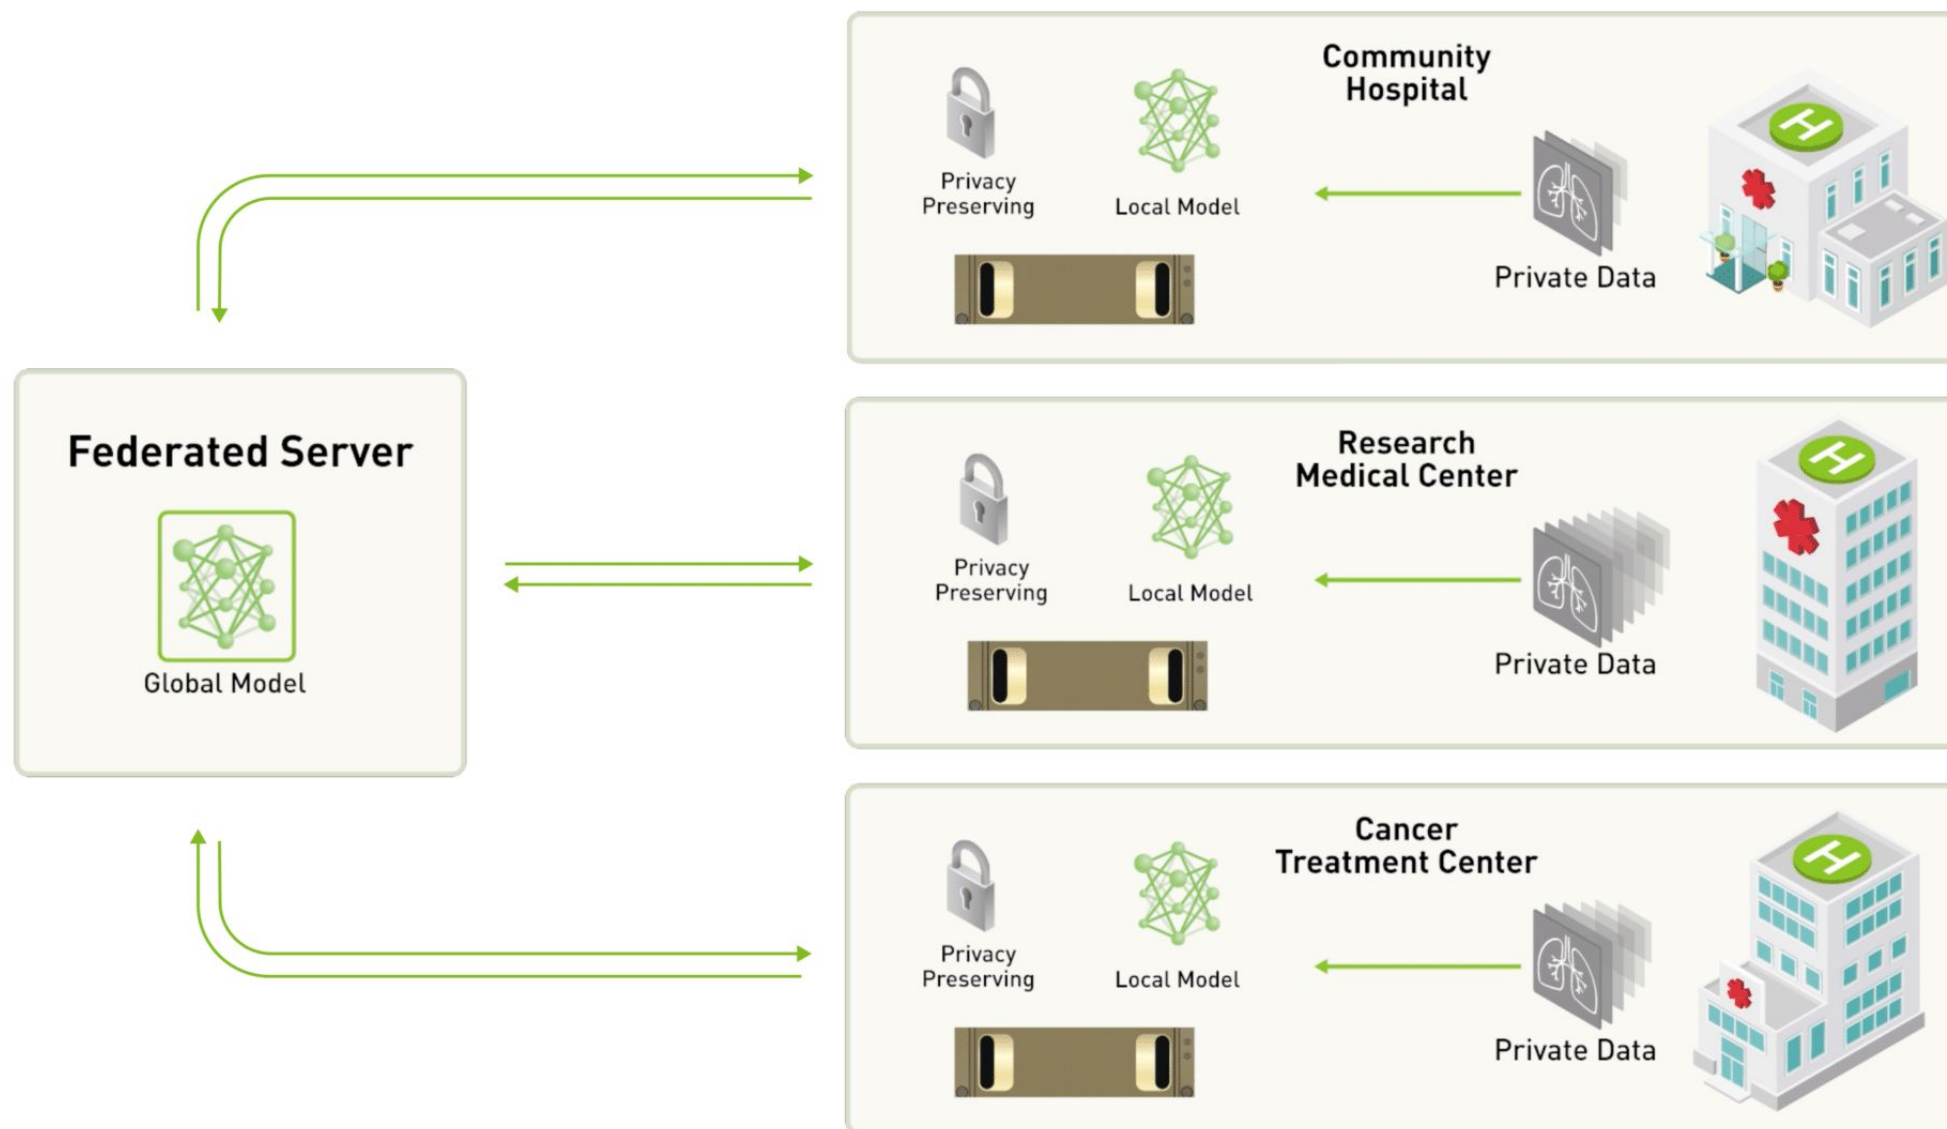 Community
Hospital
Privacy
Preserving
Local Model
Private Data
Federated Server
Global Model
Research
Medical Center
Privacy
Preserving
Local Model
Private Data
Cancer
Treatment Center
Privacy
Preserving
Local Model
Private Data
H
H
H